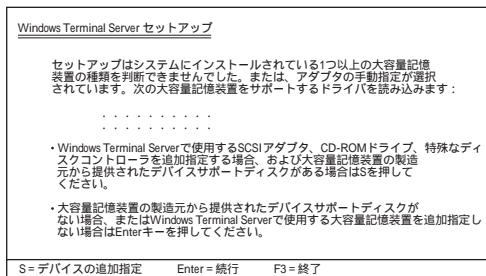 Windows Terminal Server セットアップ
セットアップはシステムにインストールされている1つ以上の大容量記憶
装置の種類を判断できませんでした。または、アダプタの手動指定が選択
されています。次の大容量記憶装置をサポートするドライバを読み込みます：
．．．．．．．．．．
．．．．．．．．．．
・Windows Terminal Serverで使用するSCSIアダプタ、CD-ROMドライブ、特殊なディ
スクコントローラを追加指定する場合、および大容量記憶装置の製造
元から提供されたデバイスサポートディスクがある場合はSを押して
ください。
・大容量記憶装置の製造元から提供されたデバイスサポートディスクが
ない場合、またはWindows Terminal Serverで使用する大容量記憶装置を追加指定し
ない場合はEnterキーを押してください。
S＝デバイスの追加指定 Enter＝続行 F3＝終了